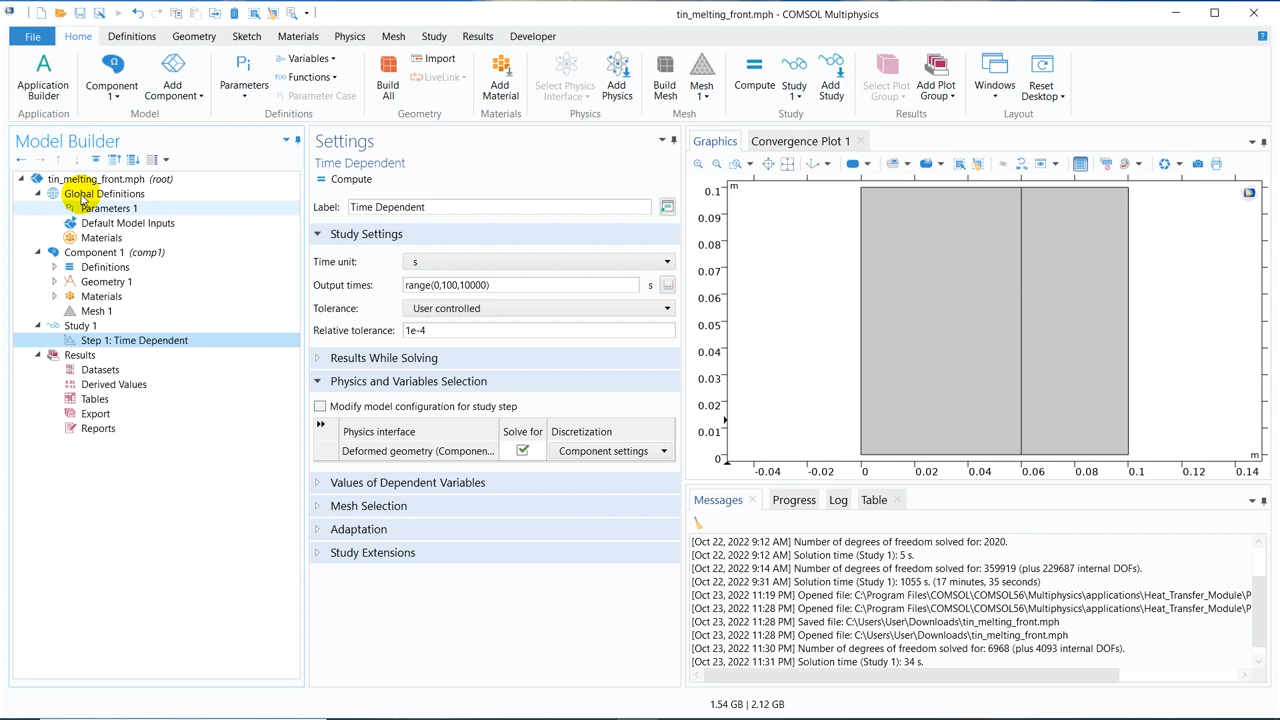 tin_melting_front.mph - COMSOL Multiphysics
File Home Definitions Geometry Sketch Materials Physics Mesh Study Results Developer
Application Builder
Component 1
Add Component
Parameters
a= Variables
f(x) Functions
Pi Parameter Case
Build All
Import
LiveLink
Add Material
Select Physics Interface
Add Physics
Build Mesh
Mesh 1
Compute
Study 1
Add Study
Select Plot Group
Add Plot Group
Windows
Reset Desktop
Application Model Definitions Geometry Materials Physics Mesh Study Results Layout
Model Builder
tin_melting_front.mph (root)
Global Definitions
Pi Parameters 1
Default Model Inputs
Materials
Component 1 (comp1)
Definitions
Geometry 1
Materials
Mesh 1
Study 1
Step 1: Time Dependent
Results
Datasets
Derived Values
Tables
Export
Reports
Settings
Time Dependent
= Compute
Label: Time Dependent
Study Settings
Time unit: s
Output times: range(0,100,10000) s
Tolerance: User controlled
Relative tolerance: 1e-4
Results While Solving
Physics and Variables Selection
Modify model configuration for study step
Physics interface Solve for Discretization
Deformed geometry (Componen... Component settings
Values of Dependent Variables
Mesh Selection
Adaptation
Study Extensions
Graphics Convergence Plot 1
m
0.1
0.09
0.08
0.07
0.06
0.05
0.04
0.03
0.02
0.01
0
m
-0.04 -0.02 0 0.02 0.04 0.06 0.08 0.1 0.12 0.14
Messages Progress Log Table
[Oct 22, 2022 9:12 AM] Number of degrees of freedom solved for: 2020.
[Oct 22, 2022 9:12 AM] Solution time (Study 1): 5 s.
[Oct 22, 2022 9:14 AM] Number of degrees of freedom solved for: 359919 (plus 229687 internal DOFs).
[Oct 22, 2022 9:31 AM] Solution time (Study 1): 1055 s. (17 minutes, 35 seconds)
[Oct 23, 2022 11:19 PM] Opened file: C:\Program Files\COMSOL\COMSOL56\Multiphysics\applications\Heat_Transfer_Module\P
[Oct 23, 2022 11:28 PM] Opened file: C:\Program Files\COMSOL\COMSOL56\Multiphysics\applications\Heat_Transfer_Module\P
[Oct 23, 2022 11:28 PM] Saved file: C:\Users\User\Downloads\tin_melting_front.mph
[Oct 23, 2022 11:28 PM] Opened file: C:\Users\User\Downloads\tin_melting_front.mph
[Oct 23, 2022 11:30 PM] Number of degrees of freedom solved for: 6968 (plus 4093 internal DOFs).
[Oct 23, 2022 11:31 PM] Solution time (Study 1): 34 s.
1.54 GB | 2.12 GB